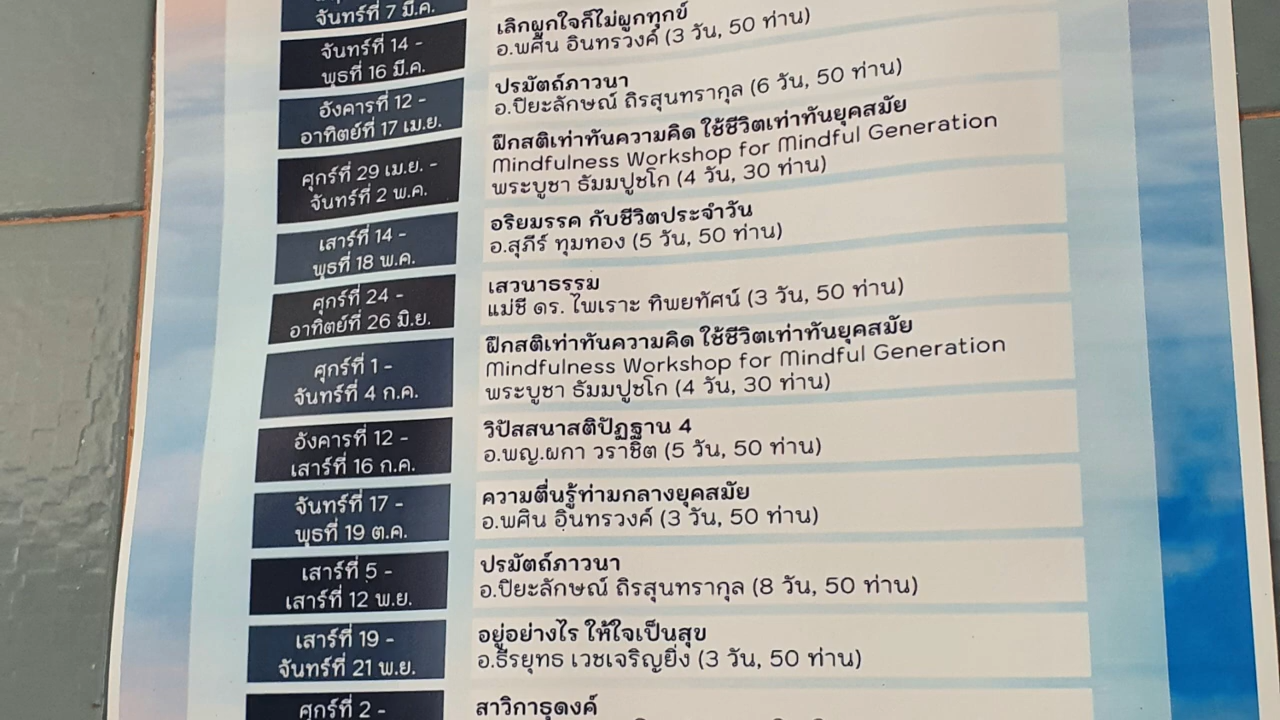 จันทร์ที่ 7 มี.ค.
จันทร์ที่ 14 -
พุธที่ 16 มี.ค.
เลิกผูกใจก็ไม่ผูกทุกข์
อ.พศิน อินทรวงค์ (3 วัน, 50 ท่าน)
อังคารที่ 12 -
อาทิตย์ที่ 17 เม.ย.
ปรมัตถ์ภาวนา
อ.ปิยะลักษณ์ ถิรสุนทรากุล (6 วัน, 50 ท่าน)
ศุกร์ที่ 29 เม.ย. -
จันทร์ที่ 2 พ.ค.
ฝึกสติเท่าทันความคิด ใช้ชีวิตเท่าทันยุคสมัย
Mindfulness Workshop for Mindful Generation
พระบูชา ธัมมปูชโก (4 วัน, 30 ท่าน)
เสาร์ที่ 14 -
พุธที่ 18 พ.ค.
อริยมรรค กับชีวิตประจำวัน
อ.สุภีร์ ทุมทอง (5 วัน, 50 ท่าน)
ศุกร์ที่ 24 -
อาทิตย์ที่ 26 มิ.ย.
เสวนาธรรม
แม่ชี ดร. ไพเราะ ทิพยทัศน์ (3 วัน, 50 ท่าน)
ศุกร์ที่ 1 -
จันทร์ที่ 4 ก.ค.
ฝึกสติเท่าทันความคิด ใช้ชีวิตเท่าทันยุคสมัย
Mindfulness Workshop for Mindful Generation
พระบูชา ธัมมปูชโก (4 วัน, 30 ท่าน)
อังคารที่ 12 -
เสาร์ที่ 16 ก.ค.
วิปัสสนาสติปัฏฐาน 4
อ.พญ.ผกา วราชิต (5 วัน, 50 ท่าน)
จันทร์ที่ 17 -
พุธที่ 19 ต.ค.
ความตื่นรู้ท่ามกลางยุคสมัย
อ.พศิน อินทรวงค์ (3 วัน, 50 ท่าน)
เสาร์ที่ 5 -
เสาร์ที่ 12 พ.ย.
ปรมัตถ์ภาวนา
อ.ปิยะลักษณ์ ถิรสุนทรากุล (8 วัน, 50 ท่าน)
เสาร์ที่ 19 -
จันทร์ที่ 21 พ.ย.
อยู่อย่างไร ให้ใจเป็นสุข
อ.ธีรยุทธ เวชเจริญยิ่ง (3 วัน, 50 ท่าน)
ศุกร์ที่ 2 -
สาวิกาธุดงค์